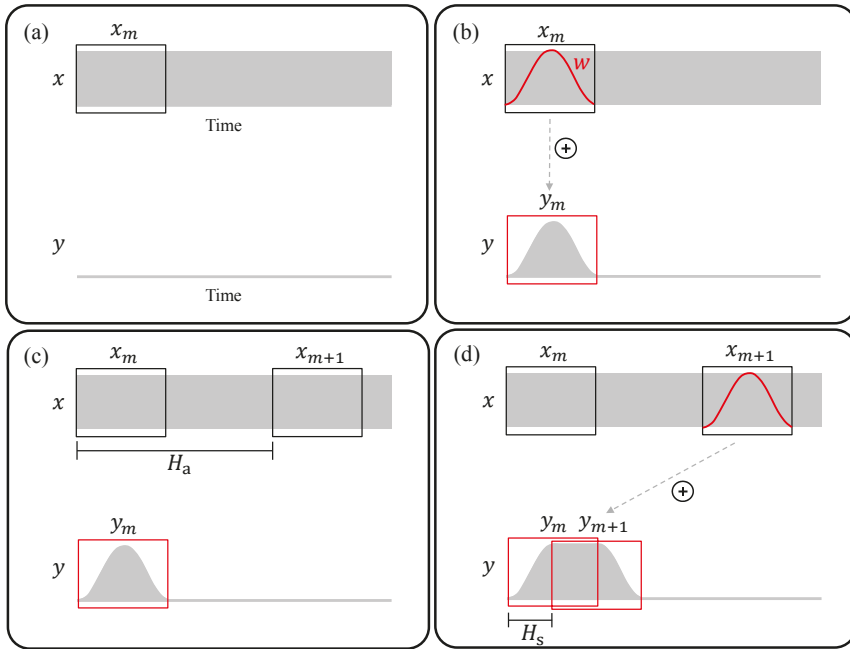 (a)
x_m
x
Time
y
Time
(b)
x_m
w
x
+
y_m
(c)
x_m x_{m+1}
x
H_a
y_m
y
(d)
x_m x_{m+1}
x
+
y_m y_{m+1}
y
H_s